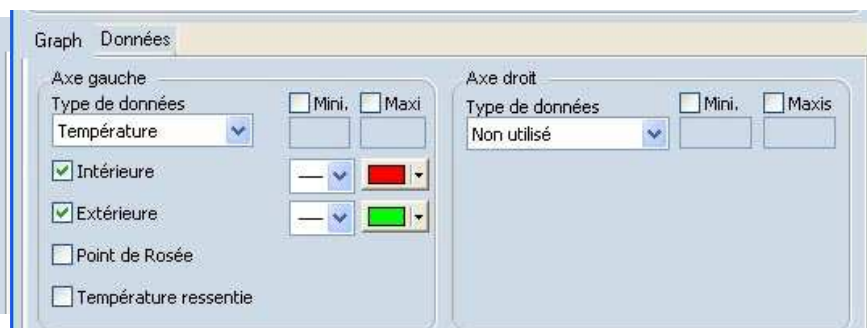 Graph Données
Axe gauche
Type de données Mini. Maxi
Température
Intérieure
Extérieure
Point de Rosée
Température ressentie
Axe droit
Type de données Mini. Maxis
Non utilisé